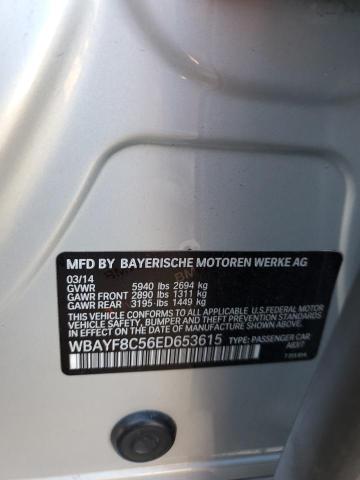 MFD BY BAYERISCHE MOTOREN WERKE AG
03/14
GVWR 5940 lbs 2694 kg
GAWR FRONT 2890 lbs 1311 kg
GAWR REAR 3195 lbs 1449 kg
THIS VEHICLE CONFORMS TO ALL APPLICABLE
U.S.FEDERAL MOTOR VEHICLE SAFETY, BUMPER, AND
THEFT PREVENTION STANDARDS IN EFFECT ON THE
DATE OF MANUFACTURE SHOWN ABOVE.
WBAYF8C56ED653615 TYPE: PASSENGER CAR